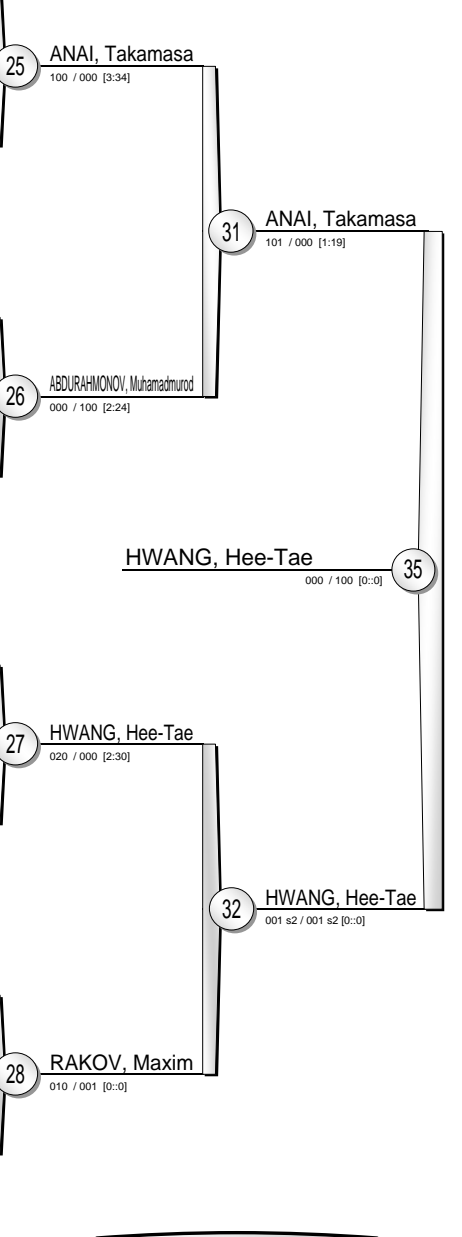 25
ANAI, Takamasa
100 / 000 [3:34]
31
ANAI, Takamasa
101 / 000 [1:19]
26
ABDURAHMONOV, Muhamadmurod
000 / 100 [2:24]
HWANG, Hee-Tae
000 / 100 [0::0]
35
27
HWANG, Hee-Tae
020 / 000 [2:30]
32
HWANG, Hee-Tae
001 s2 / 001 s2 [0::0]
28
RAKOV, Maxim
010 / 001 [0::0]